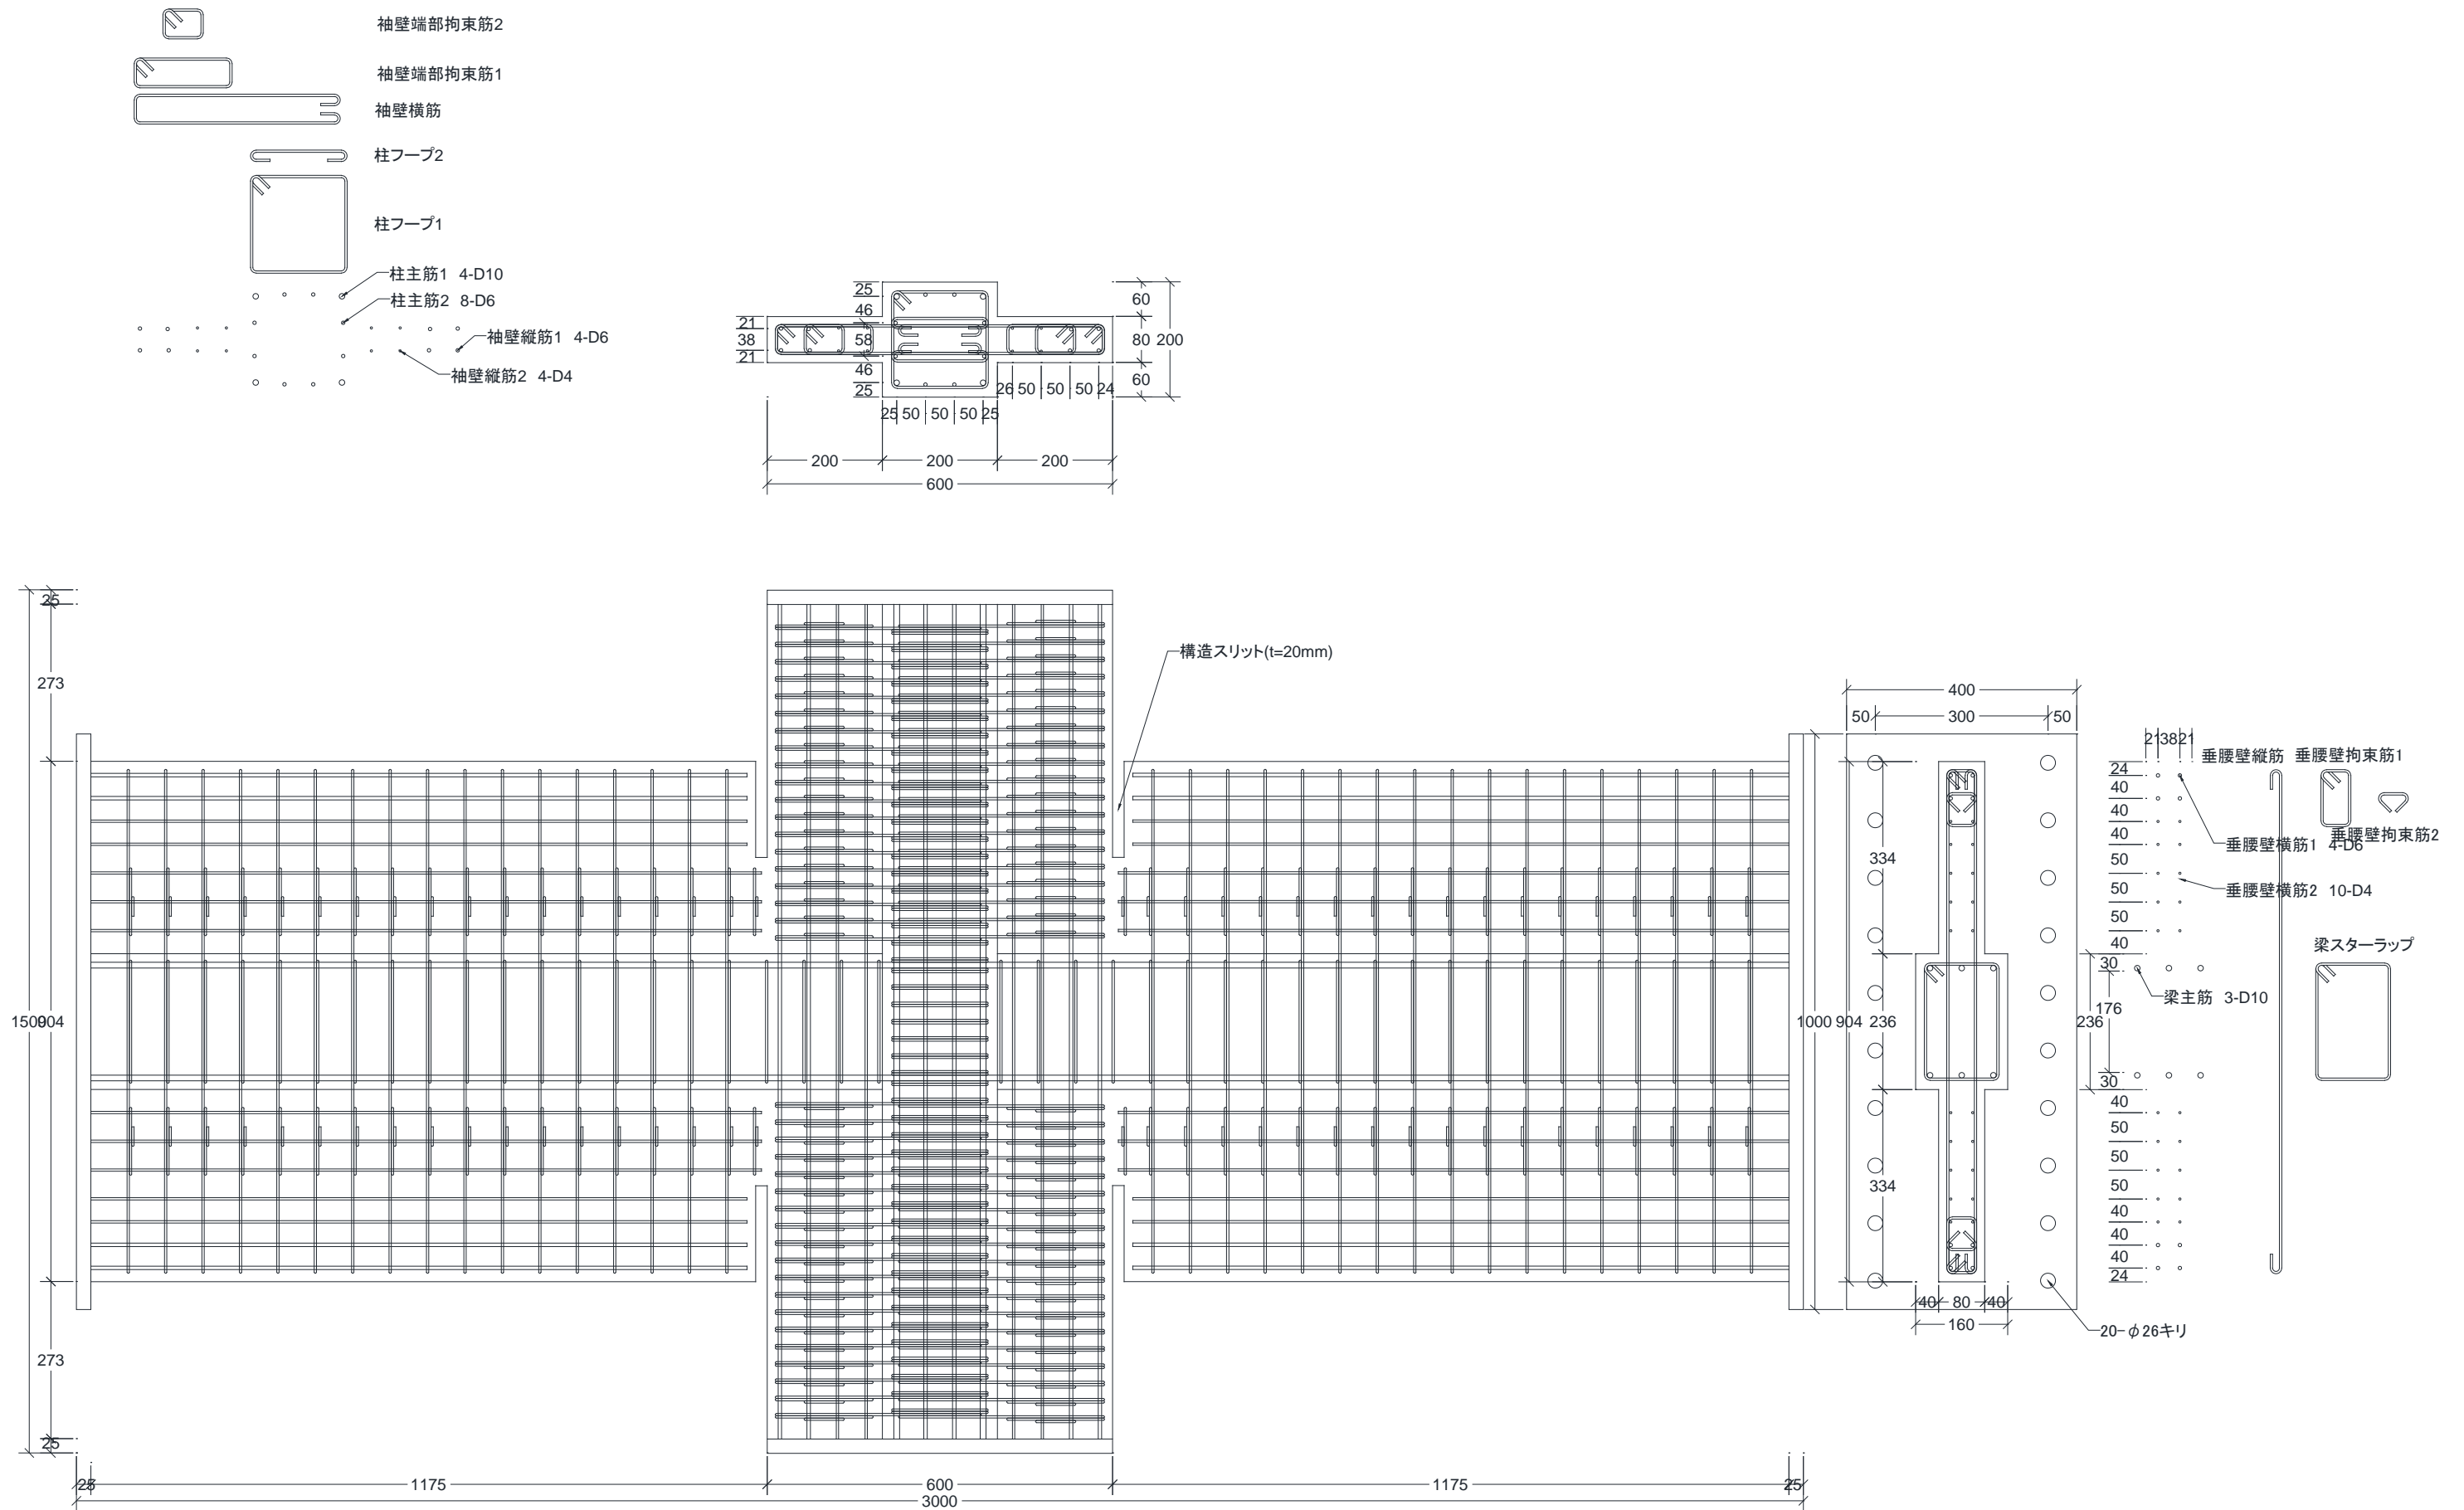 袖壁端部拘束筋2
袖壁端部拘束筋1
袖壁横筋
柱フープ2
柱フープ1
柱主筋1 4-D10
柱主筋2 8-D6
袖壁縦筋1 4-D6
袖壁縦筋2 4-D4
25
46
58
46
25
21
38
21
60
80
60
200
26 50 50 50 24
25 50 50 50 25
200 200 200
600
構造スリット(t=20mm)
25
273
904
1500
273
25
25 1175 600 1175 25
3000
400
50 300 50
1000
904
334
236
334
236
40 80 40
160
20-φ26キリ
21 38 21
24
40
40
40
50
50
50
40
30
176
30
40
50
50
50
40
40
40
24
垂腰壁縦筋
垂腰壁拘束筋1
垂腰壁拘束筋2
垂腰壁横筋1 4-D6
垂腰壁横筋2 10-D4
梁スターラップ
梁主筋 3-D10